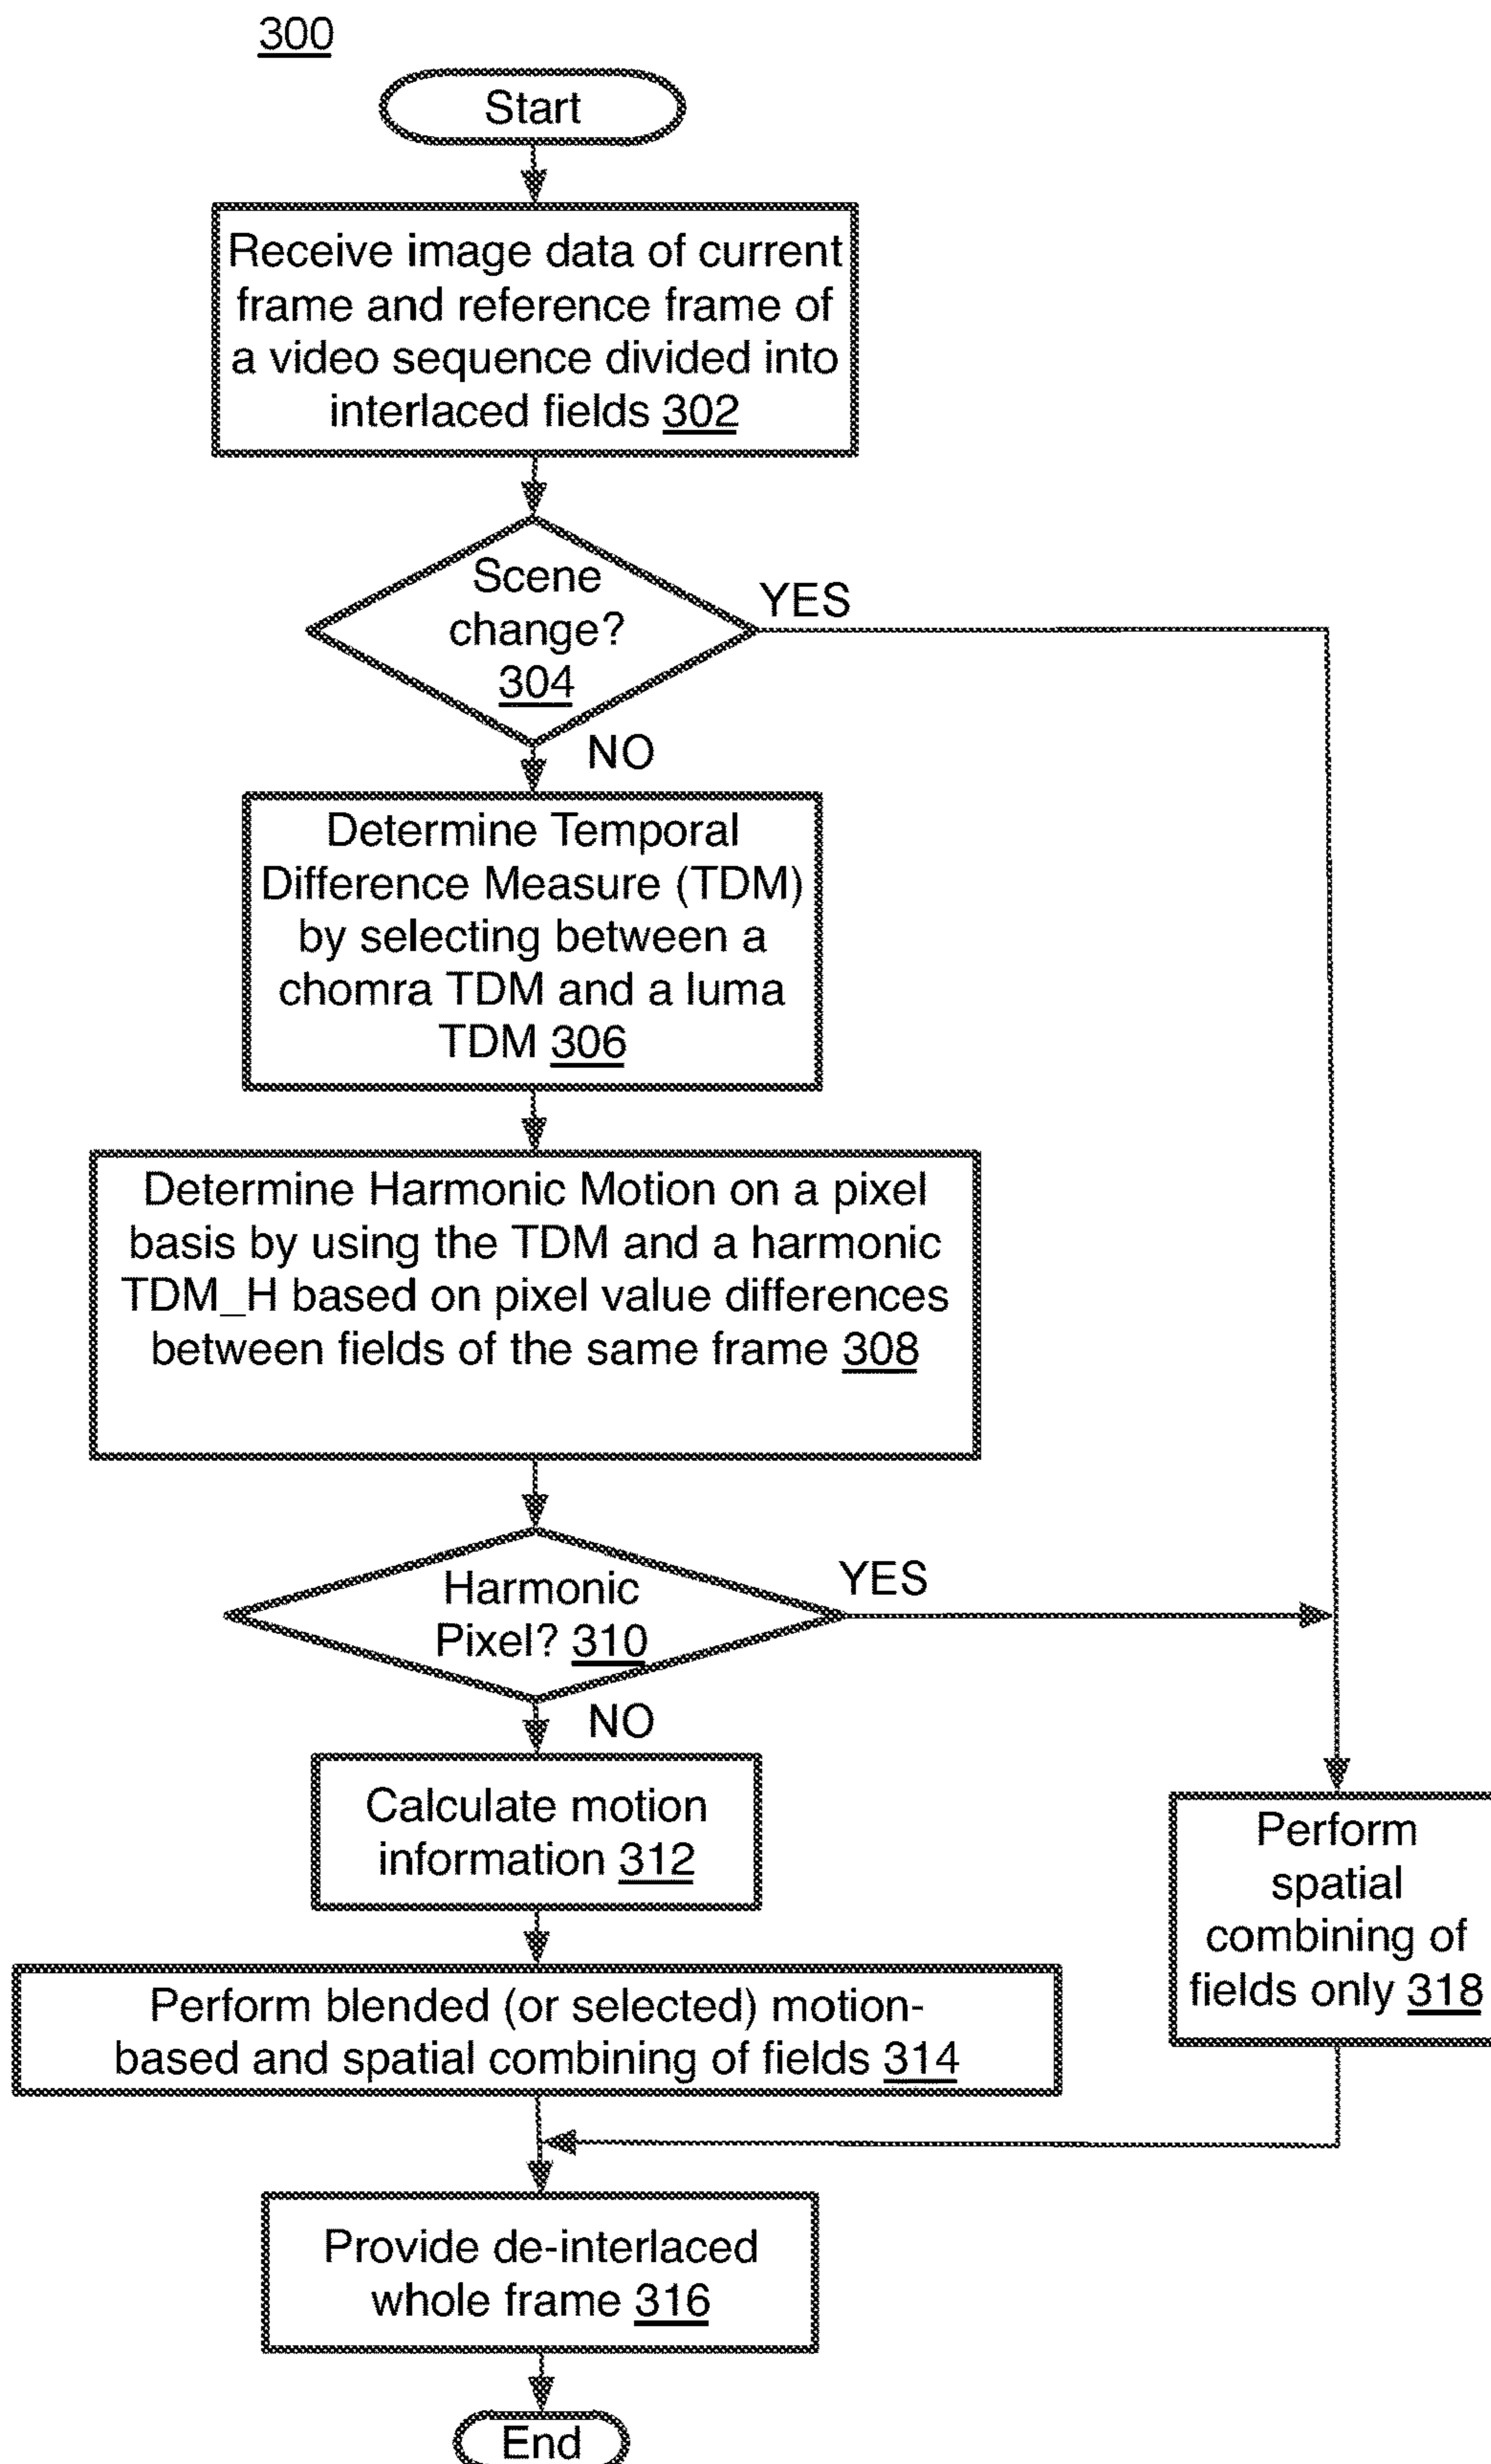 300
Start
Receive image data of current
frame and reference frame of
a video sequence divided into
interlaced fields 302
Scene
change?
304
YES
NO
Determine Temporal
Difference Measure (TDM)
by selecting between a
chomra TDM and a luma
TDM 306
Determine Harmonic Motion on a pixel
basis by using the TDM and a harmonic
TDM_H based on pixel value differences
between fields of the same frame 308
Harmonic
Pixel? 310
YES
NO
Calculate motion
information 312
Perform
spatial
combining of
fields only 318
Perform blended (or selected) motion-
based and spatial combining of fields 314
Provide de-interlaced
whole frame 316
End